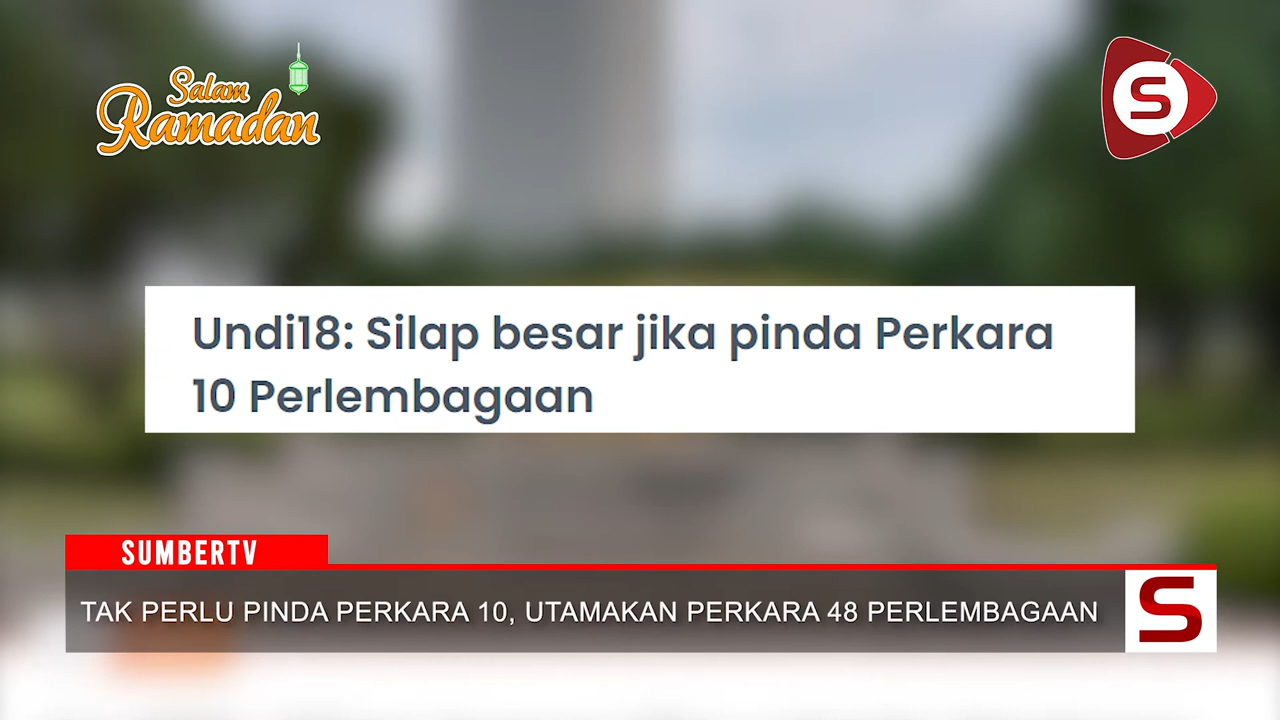 Salam
Ramadan
S
Undi18: Silap besar jika pinda Perkara
10 Perlembagaan
SUMBERTV
TAK PERLU PINDA PERKARA 10, UTAMAKAN PERKARA 48 PERLEMBAGAAN
S